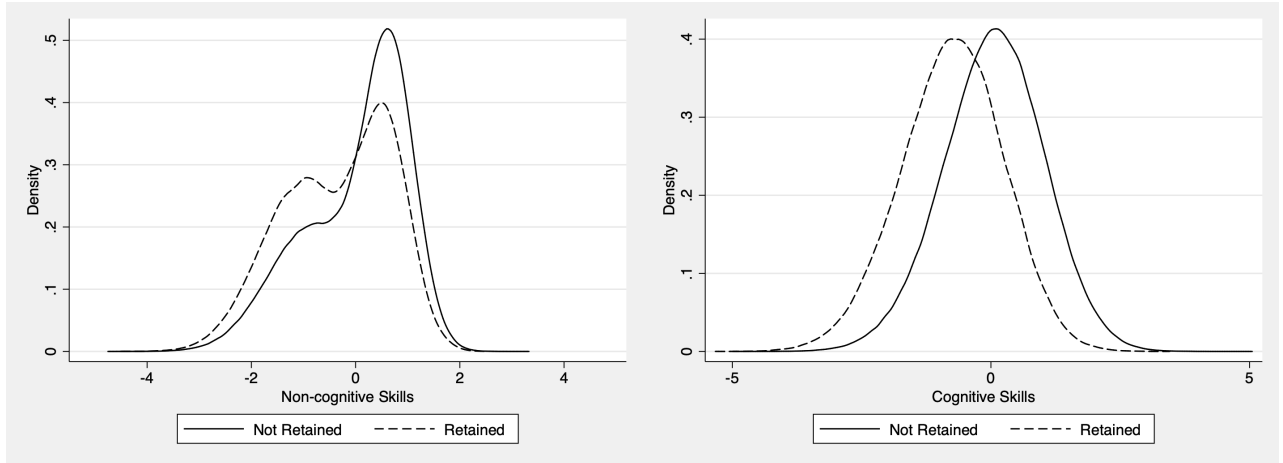 Density
.5
.4
.3
.2
.1
0
-4 -2 0 2 4
Non-cognitive Skills
Not Retained Retained
Density
.4
.3
.2
.1
0
-5 0 5
Cognitive Skills
Not Retained Retained